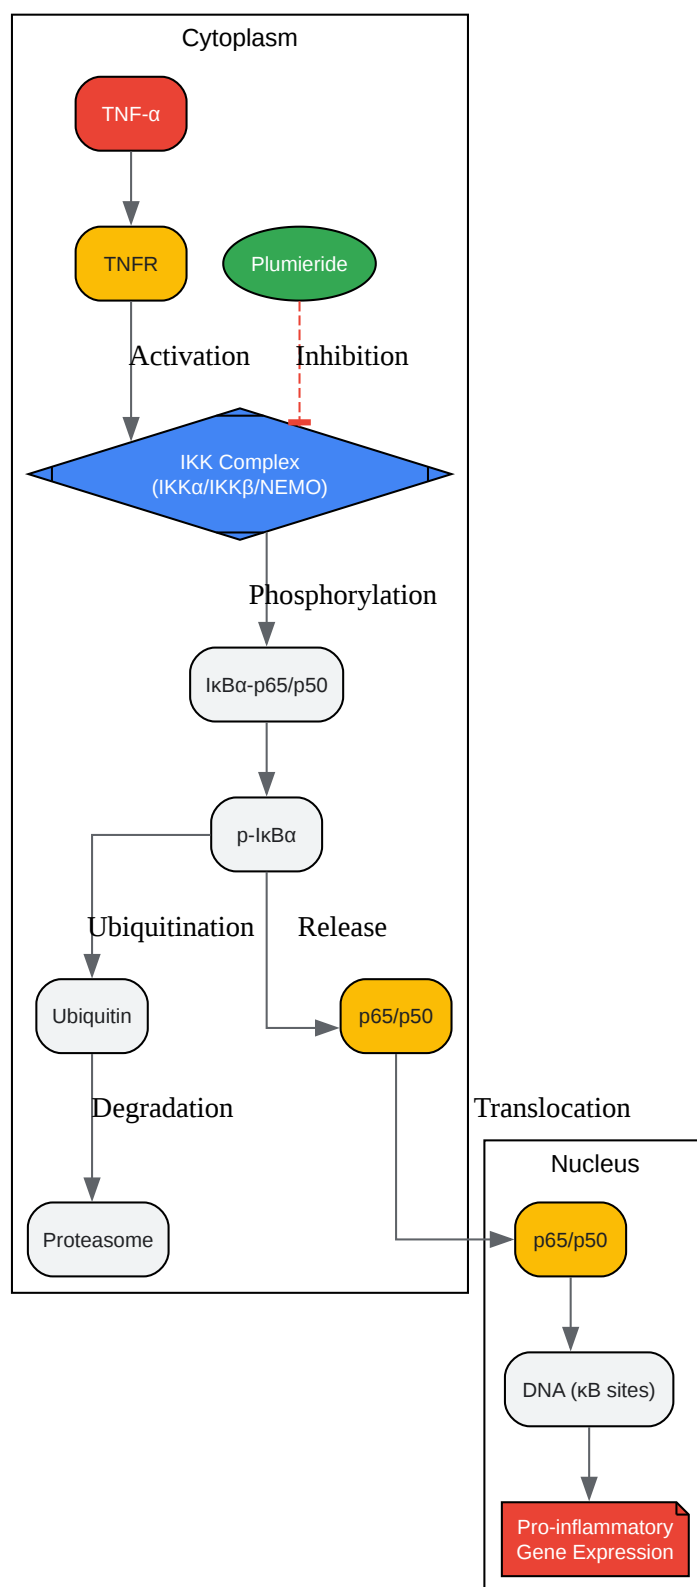 Cytoplasm
TNF-α
TNFR
Plumieride
Activation
Inhibition
IKK Complex
(IKKα/IKKβ/NEMO)
Phosphorylation
IκBα-p65/p50
p-IκBα
Ubiquitination
Release
Ubiquitin
p65/p50
Degradation
Translocation
Proteasome
Nucleus
p65/p50
DNA (κB sites)
Pro-inflammatory
Gene Expression